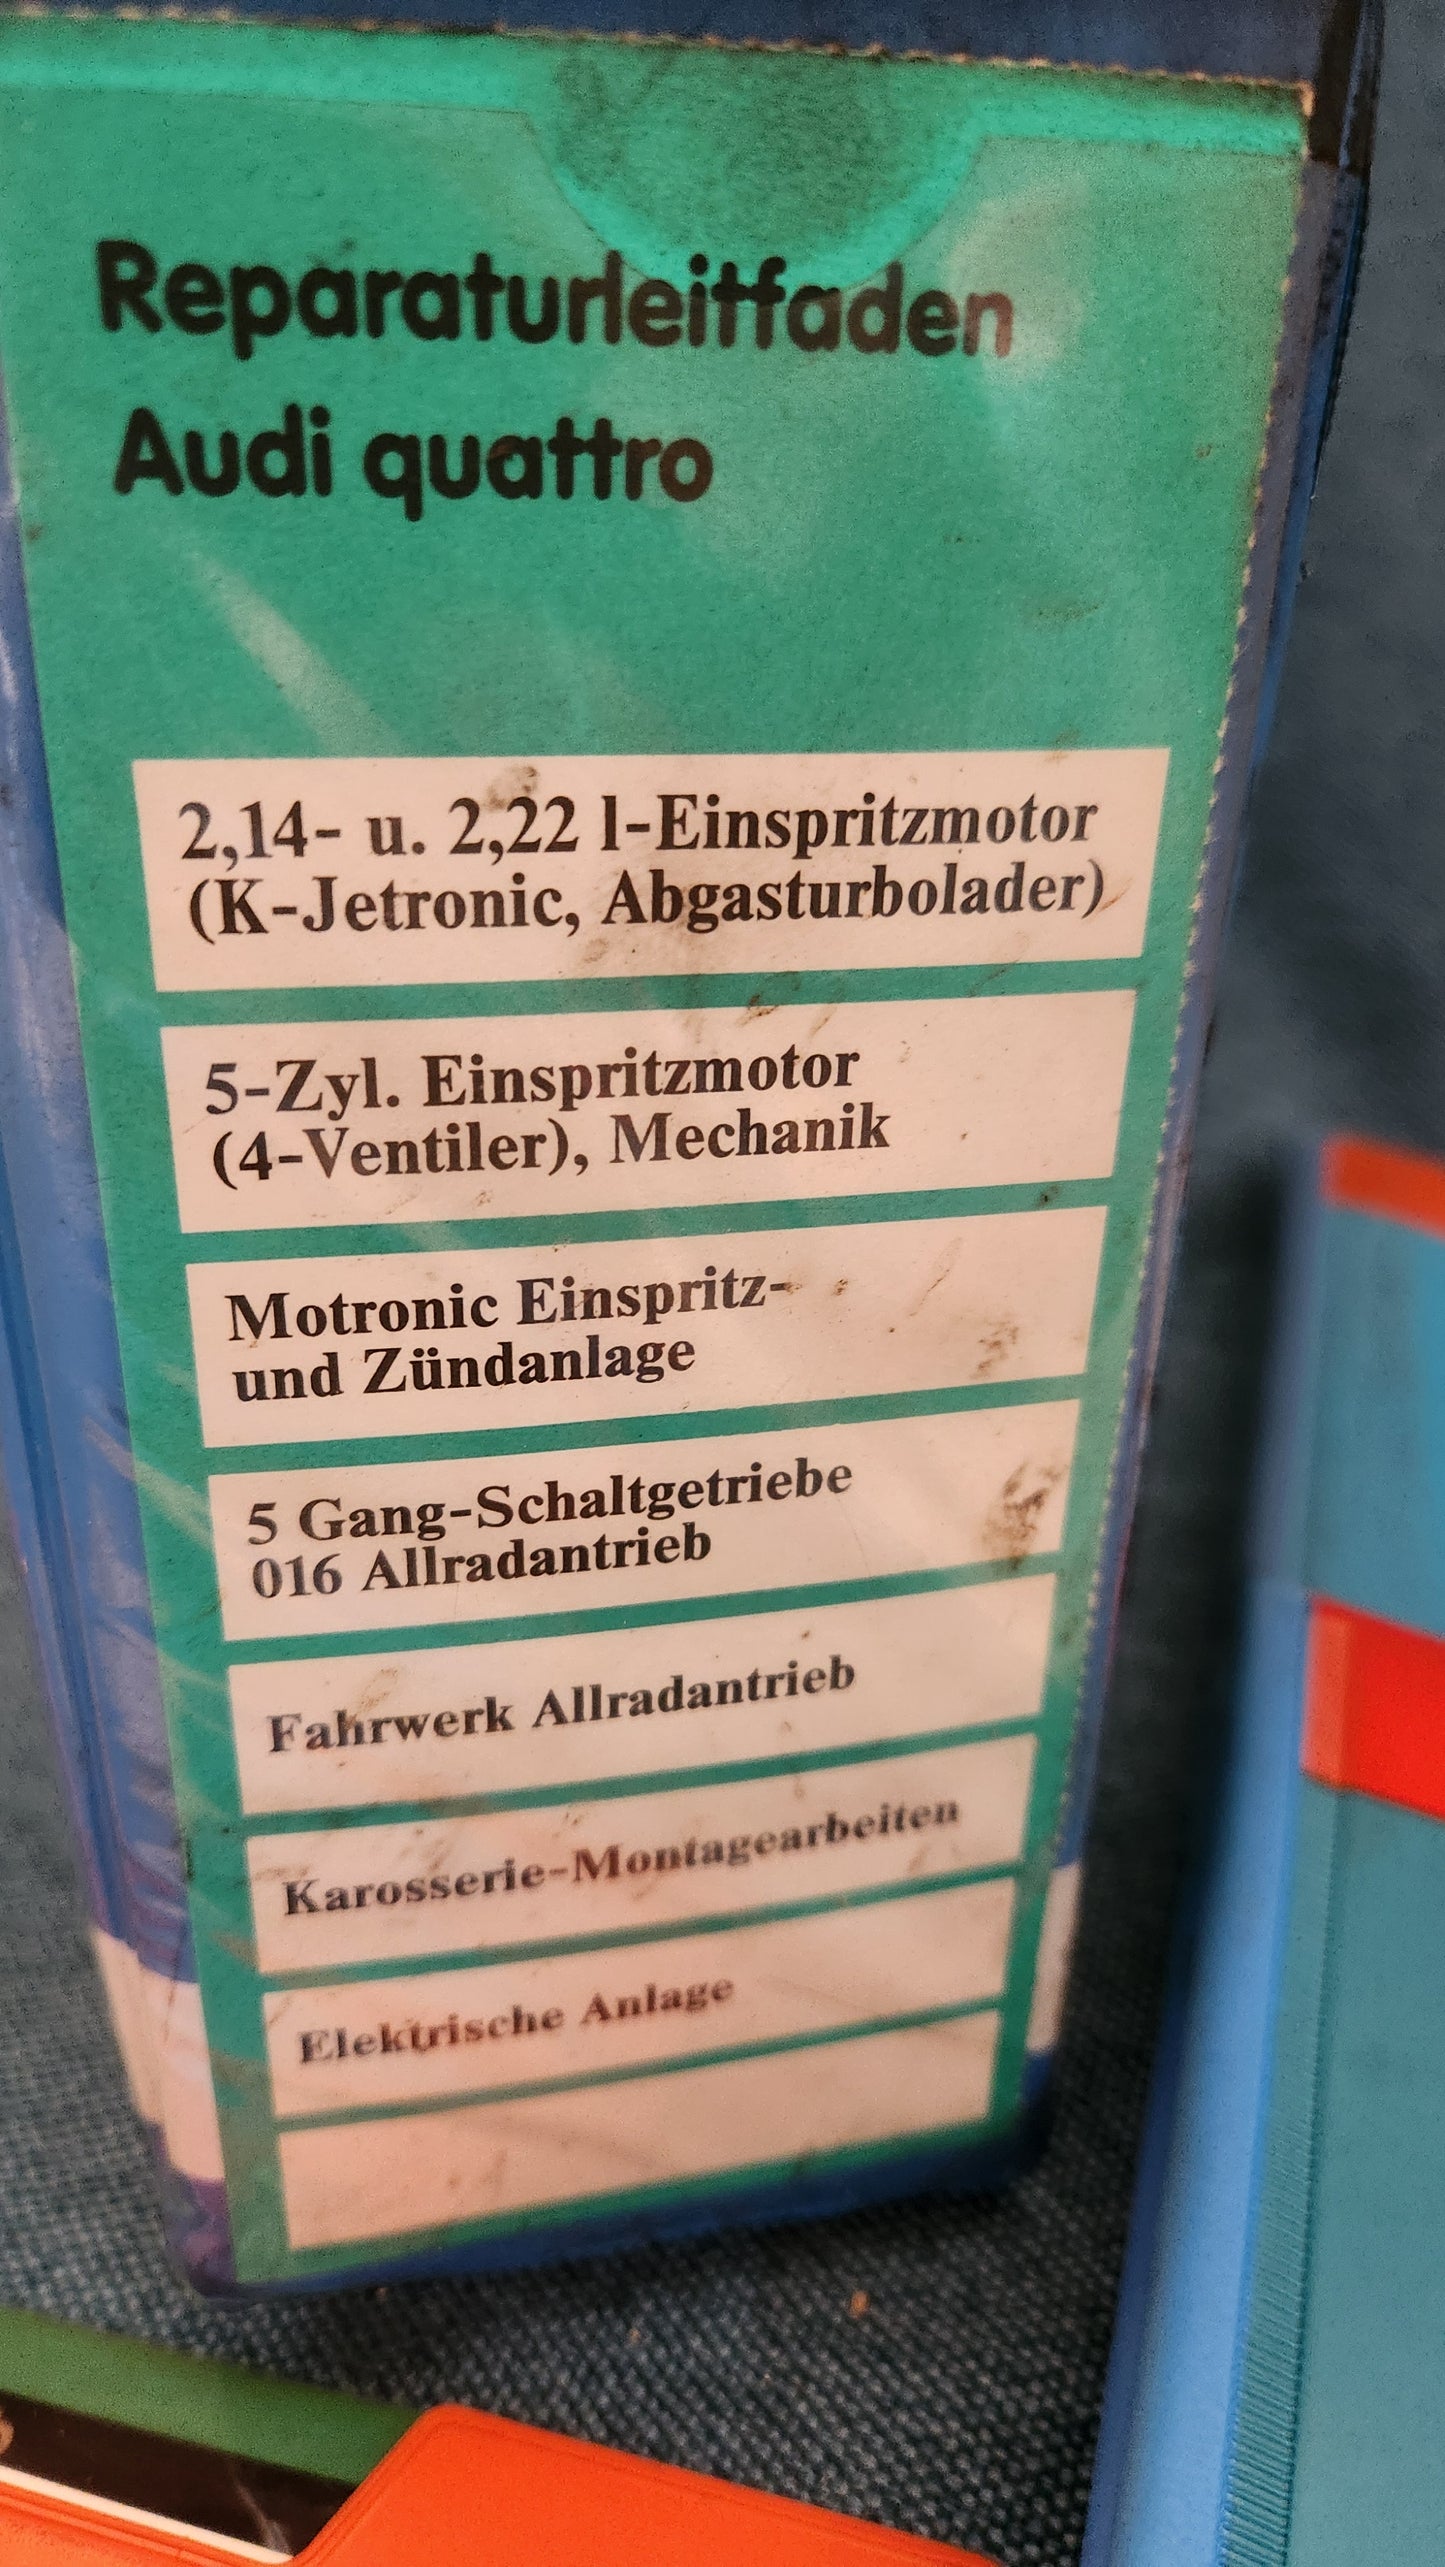 Reparaturleitfaden
Audi quattro
2,14- u. 2,22 l-Einspritzmotor
(K-Jetronic, Abgasturbolader)
5-Zyl. Einspritzmotor
(4-Ventiler), Mechanik
Motronic Einspritz-
und Zündanlage
5 Gang-Schaltgetriebe
016 Allradantrieb
Fahrwerk Allradantrieb
Karosserie-Montagearbeiten
Elektrische Anlage